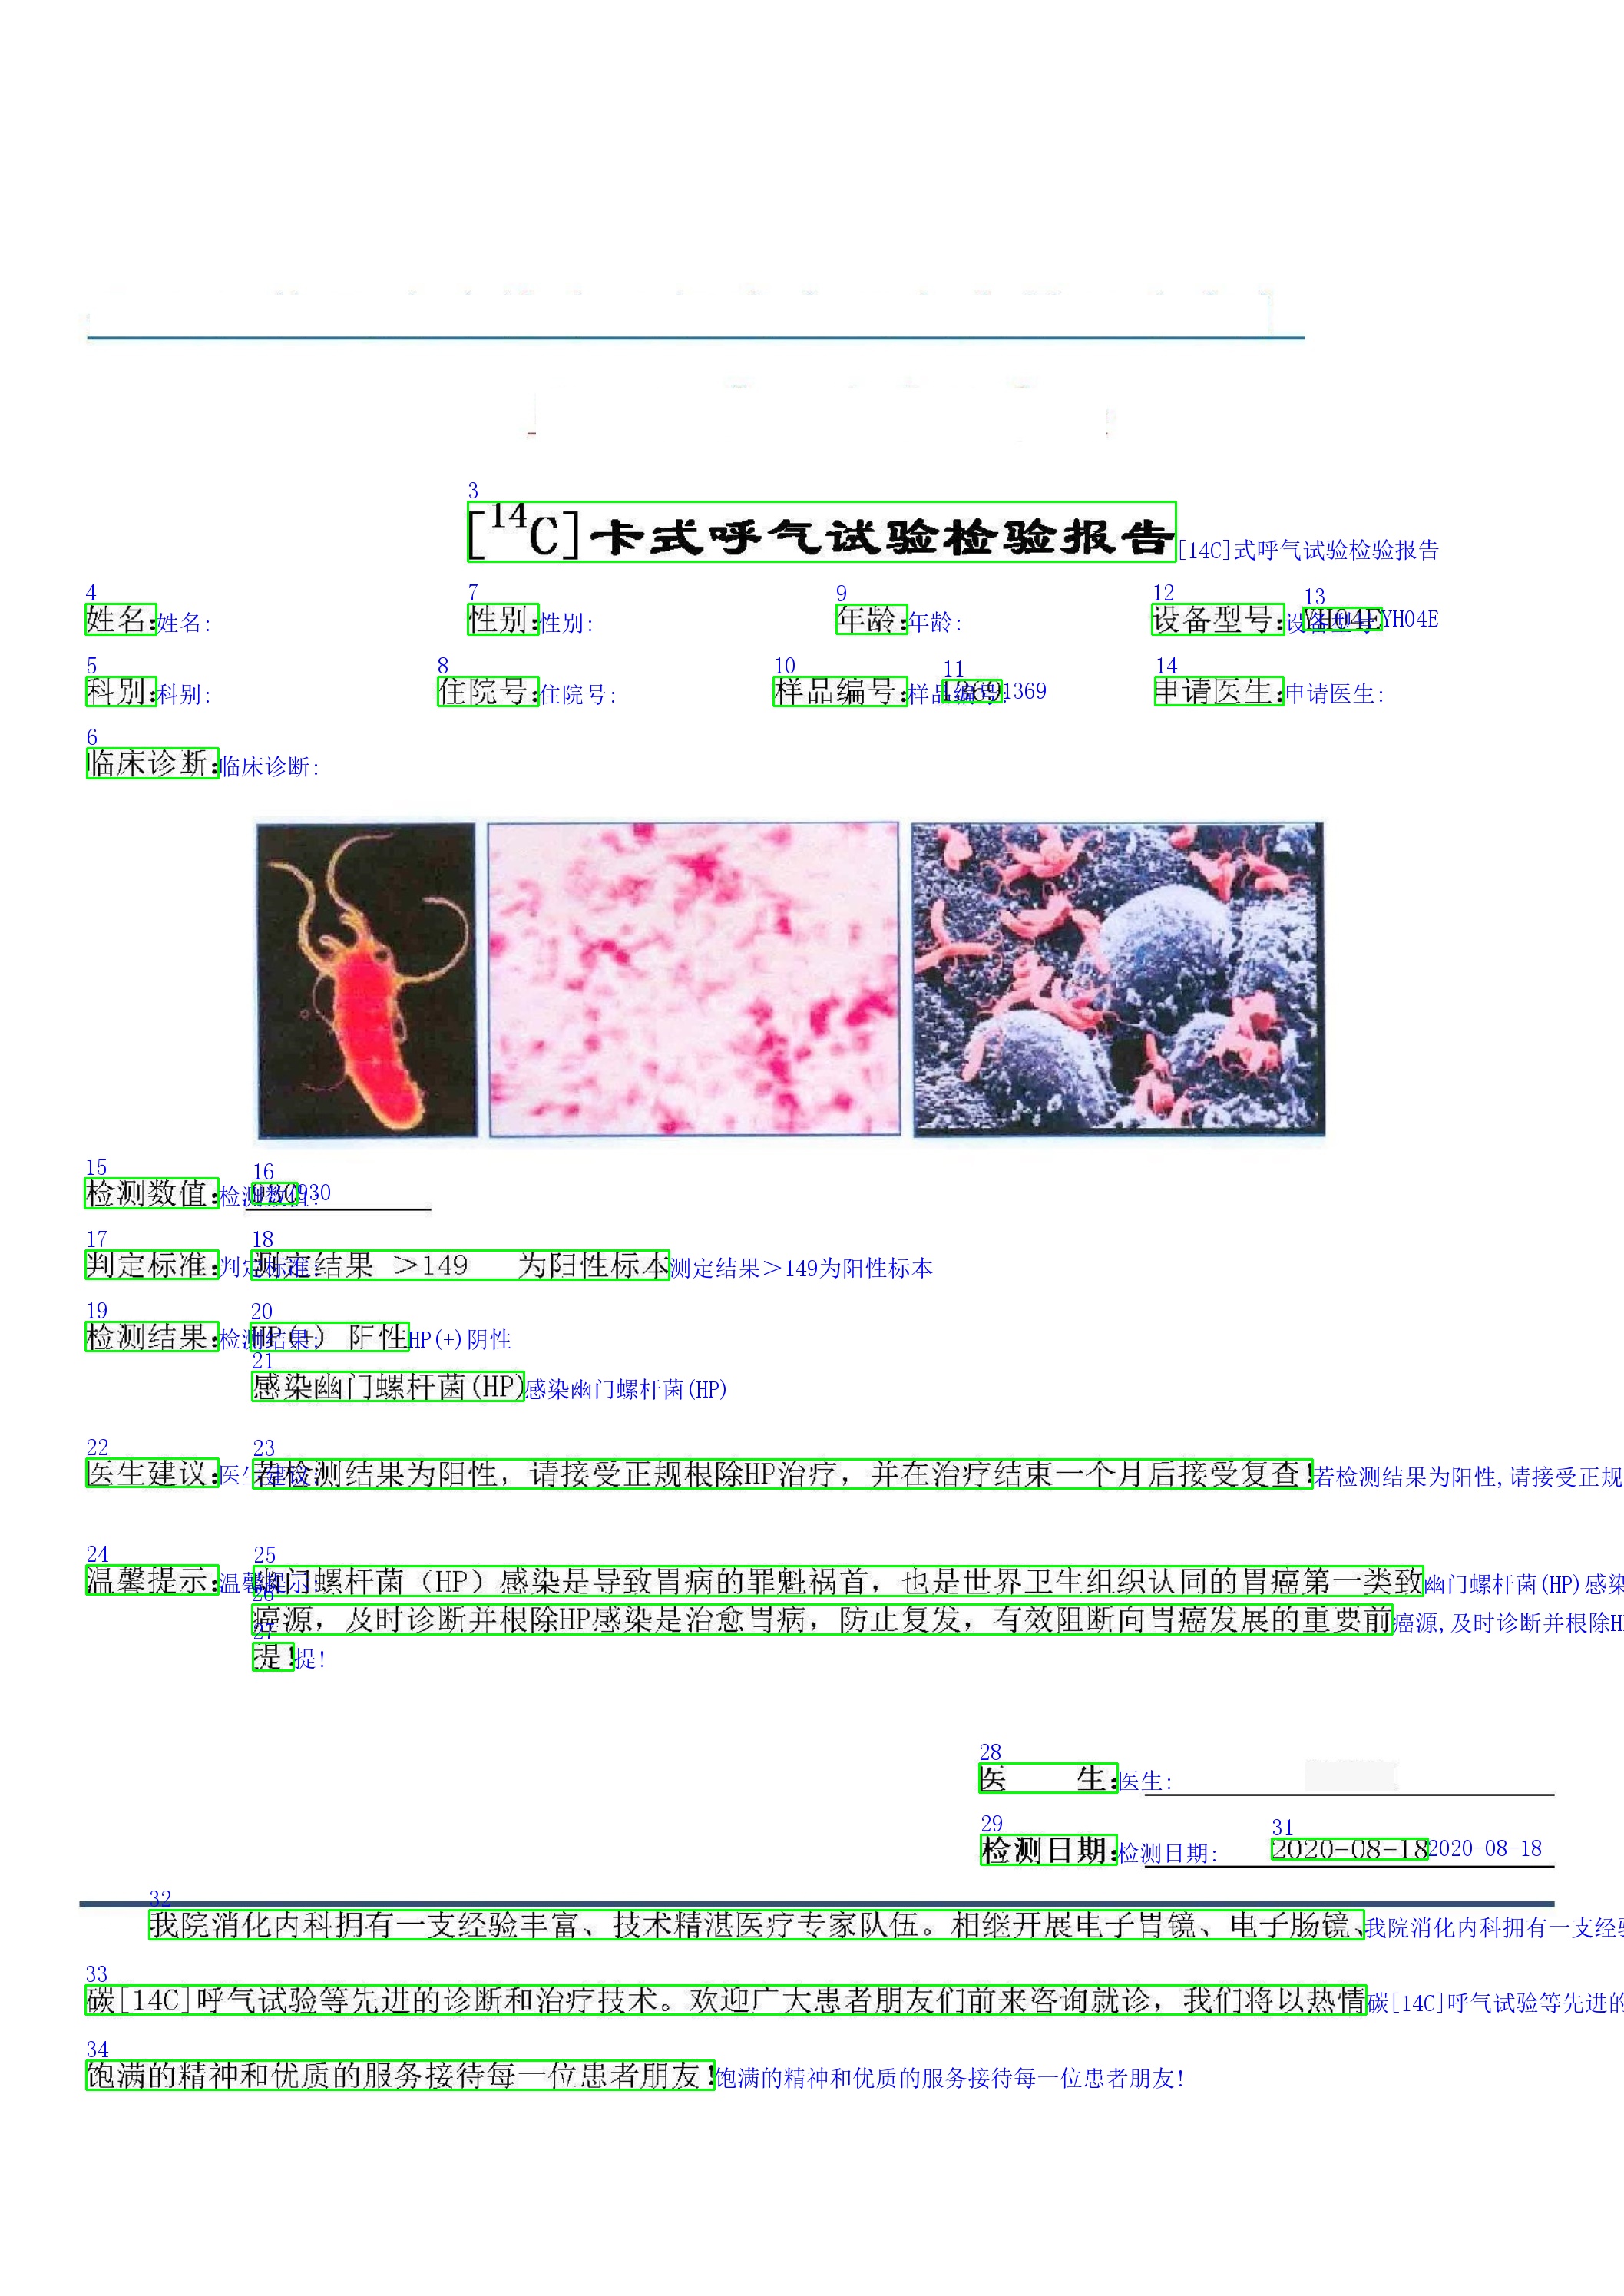 3
[14C]卡式呼气试验检验报告 [14C]式呼气试验检验报告
4 7 9 12 13
姓名: 姓名: 性别: 性别: 年龄: 年龄: 设备型号: 设备型号: YH04E YH04E
5 8 10 11 14
科别: 科别: 住院号: 住院号: 样品编号: 样品编号: 1369 1369 申请医生: 申请医生:
6
临床诊断: 临床诊断:
15 16
检测数值: 检测数值: 930 930
17 18
判定标准: 判定标准: 测定结果 >149 为阳性标本 测定结果>149为阳性标本
19 20
检测结果: 检测结果: HP(+) 阳性 HP(+)阴性
21
感染幽门螺杆菌(HP) 感染幽门螺杆菌(HP)
22 23
医生建议: 医生建议: 若检测结果为阳性，请接受正规根除HP治疗，并在治疗结束一个月后接受复查! 若检测结果为阳性,请接受正规
24 25
温馨提示: 温馨提示: 幽门螺杆菌（HP）感染是导致胃病的罪魁祸首，也是世界卫生组织认同的胃癌第一类致 幽门螺杆菌(HP)感染
26
癌源，及时诊断并根除HP感染是治愈胃病，防止复发，有效阻断向胃癌发展的重要前 癌源,及时诊断并根除H
27
提! 提!
28
医 生: 医生:
29 31
检测日期: 检测日期: 2020-08-18 2020-08-18
32
我院消化内科拥有一支经验丰富、技术精湛医疗专家队伍。相继开展电子胃镜、电子肠镜、 我院消化内科拥有一支经验
33
碳[14C]呼气试验等先进的诊断和治疗技术。欢迎广大患者朋友们前来咨询就诊，我们将以热情 碳[14C]呼气试验等先进的
34
饱满的精神和优质的服务接待每一位患者朋友! 饱满的精神和优质的服务接待每一位患者朋友!